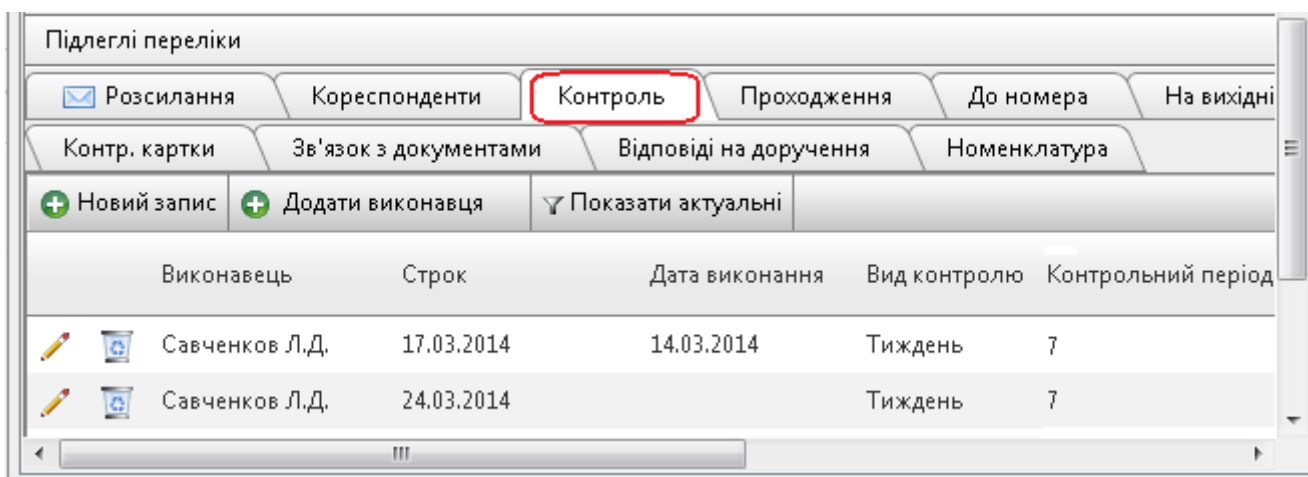 Підлеглі переліки
Розсилання Кореспонденти Контроль Проходження До номера На вихідні
Контр. картки Зв'язок з документами Відповіді на доручення Номенклатура
Новий запис Додати виконавця Показати актуальні
Виконавець Строк Дата виконання Вид контролю Контрольний період
Савченков Л.Д. 17.03.2014 14.03.2014 Тиждень 7
Савченков Л.Д. 24.03.2014 Тиждень 7